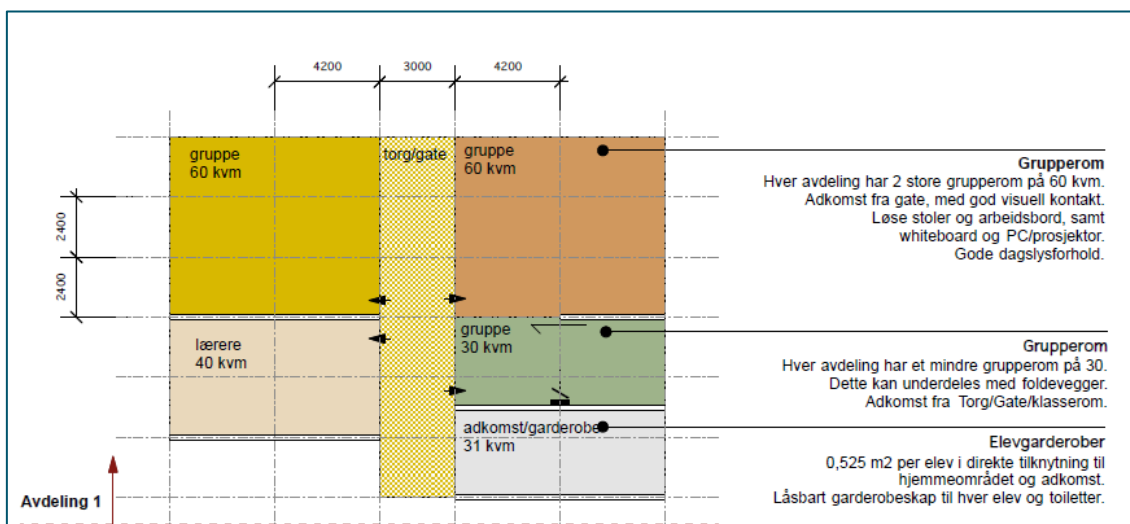 4200
3000
4200
gruppe
60 kvm
torg/gate
gruppe
60 kvm
2400
2400
lærere
40 kvm
gruppe
30 kvm
adkomst/garderobe
31 kvm
Avdeling 1
Grupperom
Hver avdeling har 2 store grupperom på 60 kvm.
Adkomst fra gate, med god visuell kontakt.
Løse stoler og arbeidsbord, samt
whiteboard og PC/prosjektor.
Gode dagslysforhold.
Grupperom
Hver avdeling har et mindre grupperom på 30.
Dette kan underdeles med foldevegger.
Adkomst fra Torg/Gate/klasserom.
Elevgarderober
0,525 m2 per elev i direkte tilknytning til
hjemmeområdet og adkomst.
Låsbart garderobeskap til hver elev og toiletter.